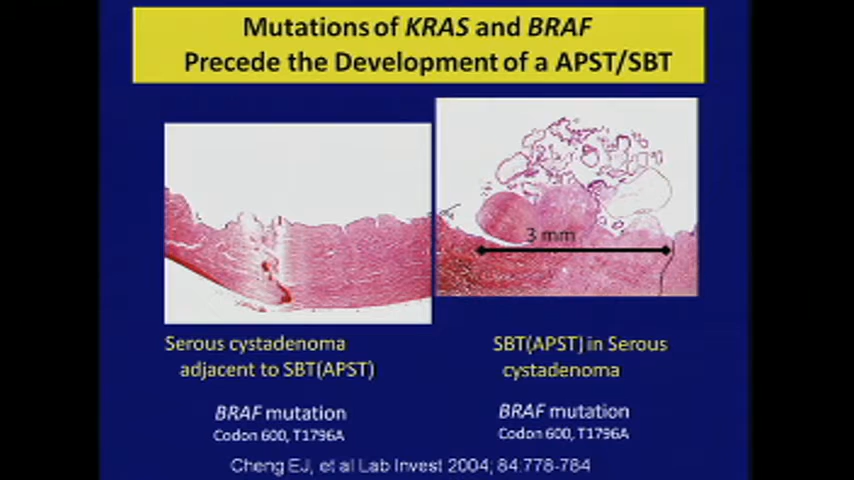 Mutations of KRAS and BRAF
Precede the Development of a APST/SBT
3 mm
Serous cystadenoma
adjacent to SBT(APST)
SBT(APST) in Serous
cystadenoma
BRAF mutation
Codon 600, T1796A
BRAF mutation
Codon 600, T1796A
Cheng EJ, et al Lab Invest 2004; 84:778-784